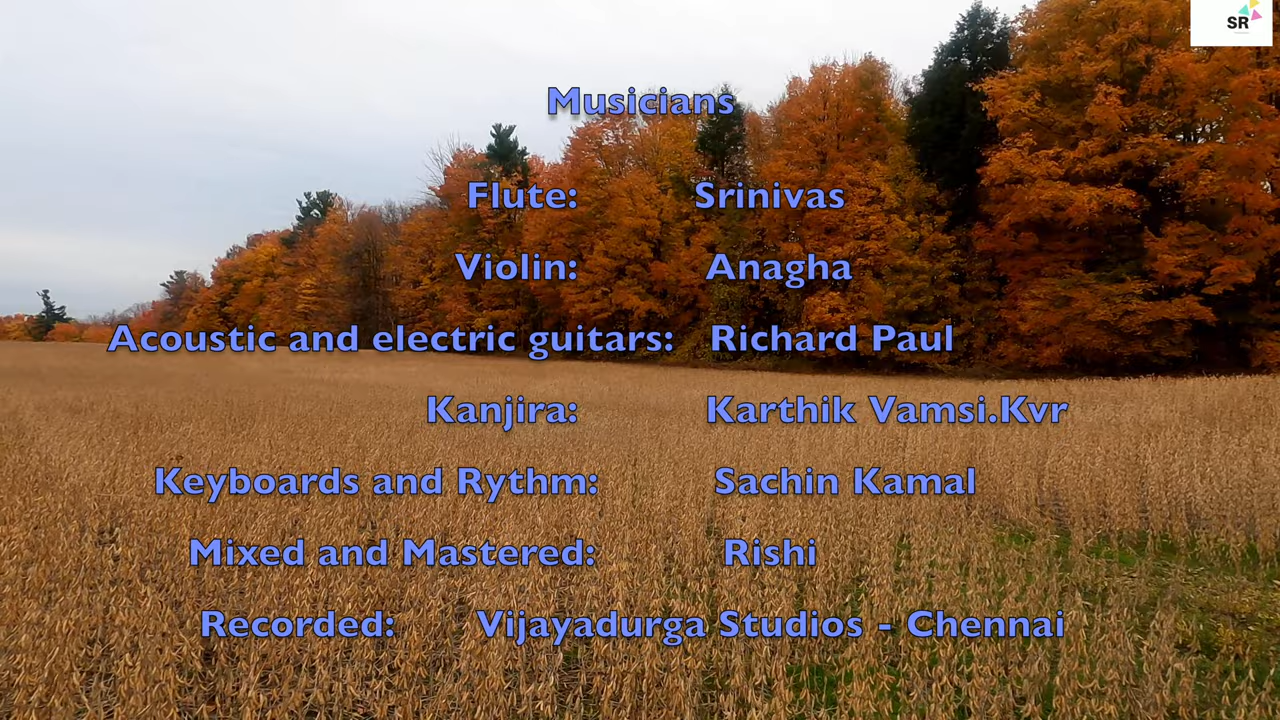 SR
Musicians
Flute: Srinivas
Violin: Anagha
Acoustic and electric guitars: Richard Paul
Kanjira: Karthik Vamsi.Kvr
Keyboards and Rythm: Sachin Kamal
Mixed and Mastered: Rishi
Recorded: Vijayadurga Studios - Chennai